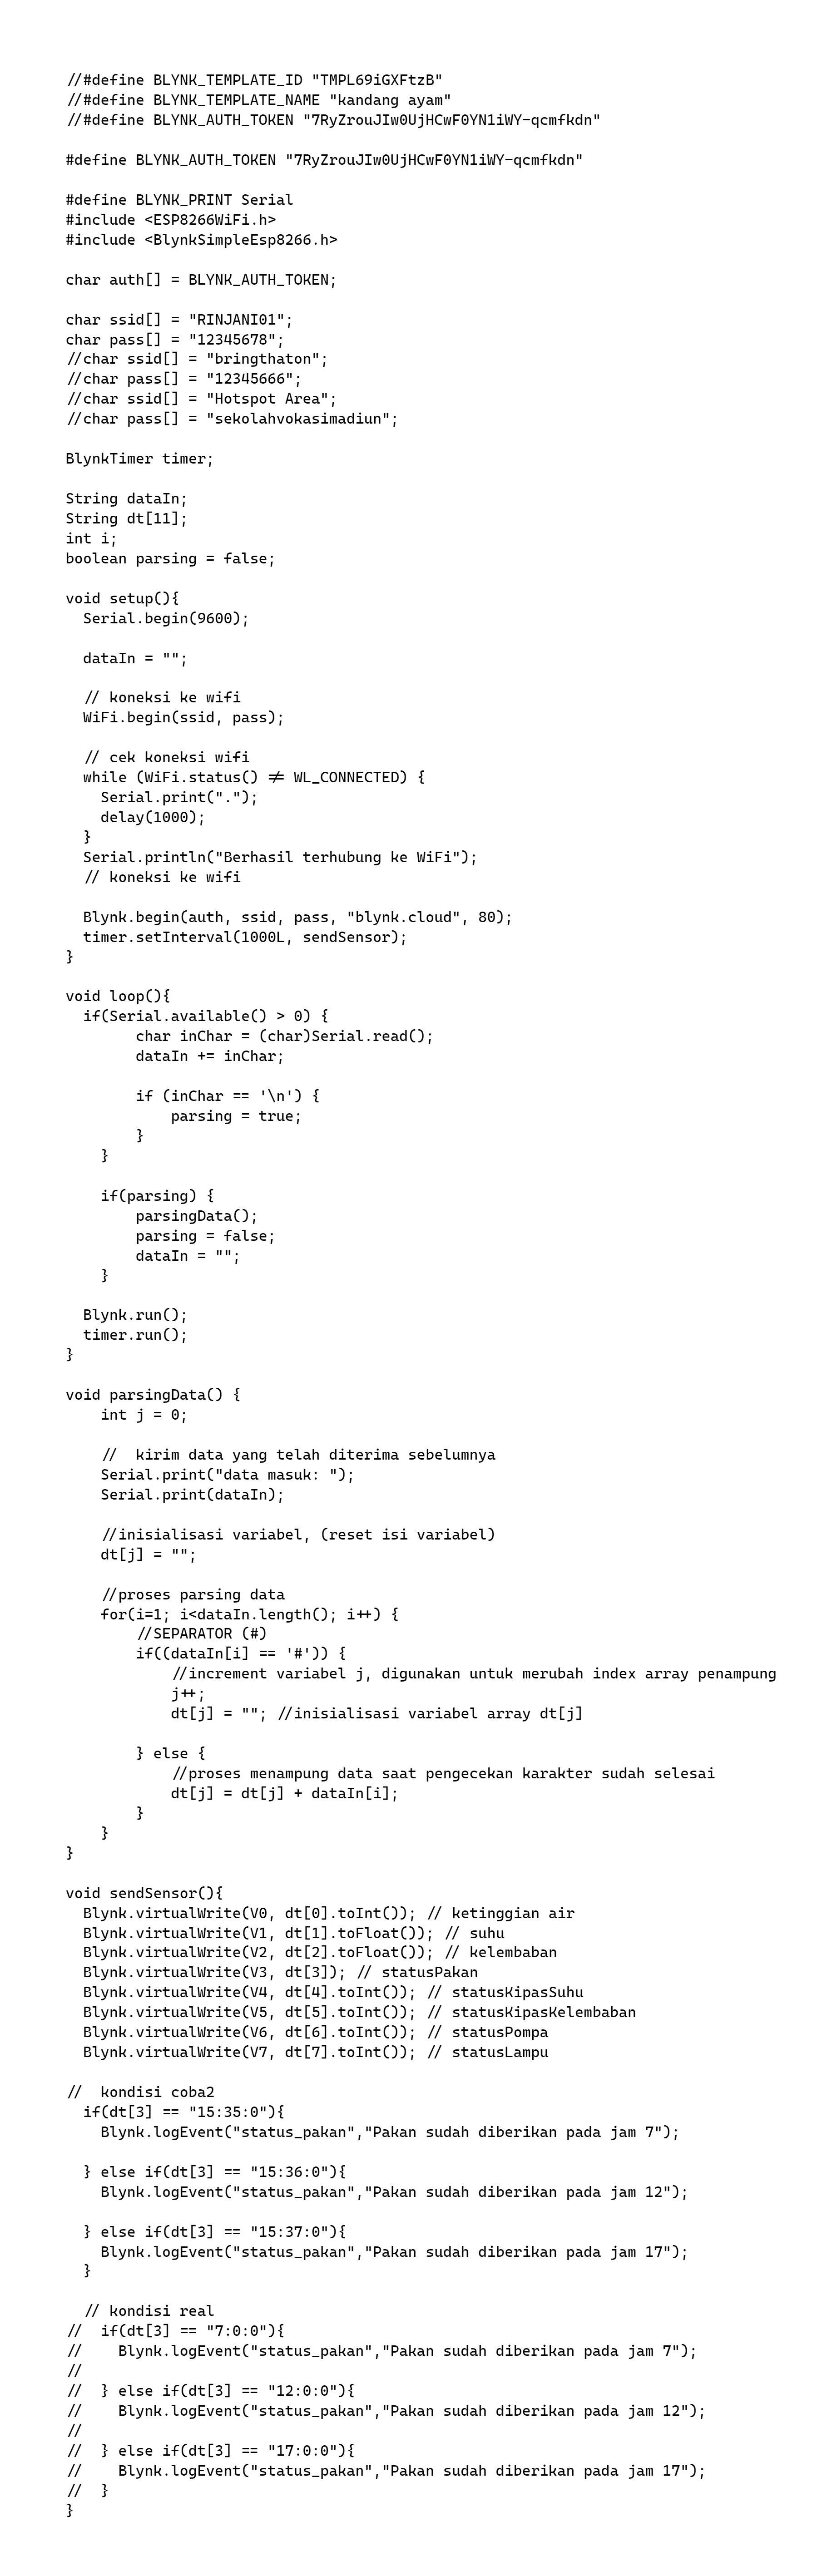 //#define BLYNK_TEMPLATE_ID "TMPL69iGXFtzB"
//#define BLYNK_TEMPLATE_NAME "kandang ayam"
//#define BLYNK_AUTH_TOKEN "7RyZrouJIw0UjHCwF0YN1iWY-qcmfkdn"

#define BLYNK_AUTH_TOKEN "7RyZrouJIw0UjHCwF0YN1iWY-qcmfkdn"

#define BLYNK_PRINT Serial
#include <ESP8266WiFi.h>
#include <BlynkSimpleEsp8266.h>

char auth[] = BLYNK_AUTH_TOKEN;

char ssid[] = "RINJANI01";
char pass[] = "12345678";
//char ssid[] = "bringthaton";
//char pass[] = "12345666";
//char ssid[] = "Hotspot Area";
//char pass[] = "sekolahvokasimadiun";

BlynkTimer timer;

String dataIn;
String dt[11];
int i;
boolean parsing = false;

void setup(){
  Serial.begin(9600);

  dataIn = "";

  // koneksi ke wifi
  WiFi.begin(ssid, pass);

  // cek koneksi wifi
  while (WiFi.status() != WL_CONNECTED) {
    Serial.print(".");
    delay(1000);
  }
  Serial.println("Berhasil terhubung ke WiFi");
  // koneksi ke wifi

  Blynk.begin(auth, ssid, pass, "blynk.cloud", 80);
  timer.setInterval(1000L, sendSensor);
}

void loop(){
  if(Serial.available() > 0) {
        char inChar = (char)Serial.read();
        dataIn += inChar;

        if (inChar == '\n') {
            parsing = true;
        }
    }

    if(parsing) {
        parsingData();
        parsing = false;
        dataIn = "";
    }

  Blynk.run();
  timer.run();
}

void parsingData() {
    int j = 0;

    //  kirim data yang telah diterima sebelumnya
    Serial.print("data masuk: ");
    Serial.print(dataIn);

    //inisialisasi variabel, (reset isi variabel)
    dt[j] = "";

    //proses parsing data
    for(i=1; i<dataIn.length(); i++) {
        //SEPARATOR (#)
        if((dataIn[i] == '#')) {
            //increment variabel j, digunakan untuk merubah index array penampung
            j++;
            dt[j] = ""; //inisialisasi variabel array dt[j]

        } else {
            //proses menampung data saat pengecekan karakter sudah selesai
            dt[j] = dt[j] + dataIn[i];
        }
    }
}

void sendSensor(){
  Blynk.virtualWrite(V0, dt[0].toInt()); // ketinggian air
  Blynk.virtualWrite(V1, dt[1].toFloat()); // suhu
  Blynk.virtualWrite(V2, dt[2].toFloat()); // kelembaban
  Blynk.virtualWrite(V3, dt[3]); // statusPakan
  Blynk.virtualWrite(V4, dt[4].toInt()); // statusKipasSuhu
  Blynk.virtualWrite(V5, dt[5].toInt()); // statusKipasKelembaban
  Blynk.virtualWrite(V6, dt[6].toInt()); // statusPompa
  Blynk.virtualWrite(V7, dt[7].toInt()); // statusLampu

//  kondisi coba2
  if(dt[3] == "15:35:0"){
    Blynk.logEvent("status_pakan","Pakan sudah diberikan pada jam 7");

  } else if(dt[3] == "15:36:0"){
    Blynk.logEvent("status_pakan","Pakan sudah diberikan pada jam 12");

  } else if(dt[3] == "15:37:0"){
    Blynk.logEvent("status_pakan","Pakan sudah diberikan pada jam 17");
  }

  // kondisi real
//  if(dt[3] == "7:0:0"){
//    Blynk.logEvent("status_pakan","Pakan sudah diberikan pada jam 7");
//
//  } else if(dt[3] == "12:0:0"){
//    Blynk.logEvent("status_pakan","Pakan sudah diberikan pada jam 12");
//
//  } else if(dt[3] == "17:0:0"){
//    Blynk.logEvent("status_pakan","Pakan sudah diberikan pada jam 17");
//  }
}